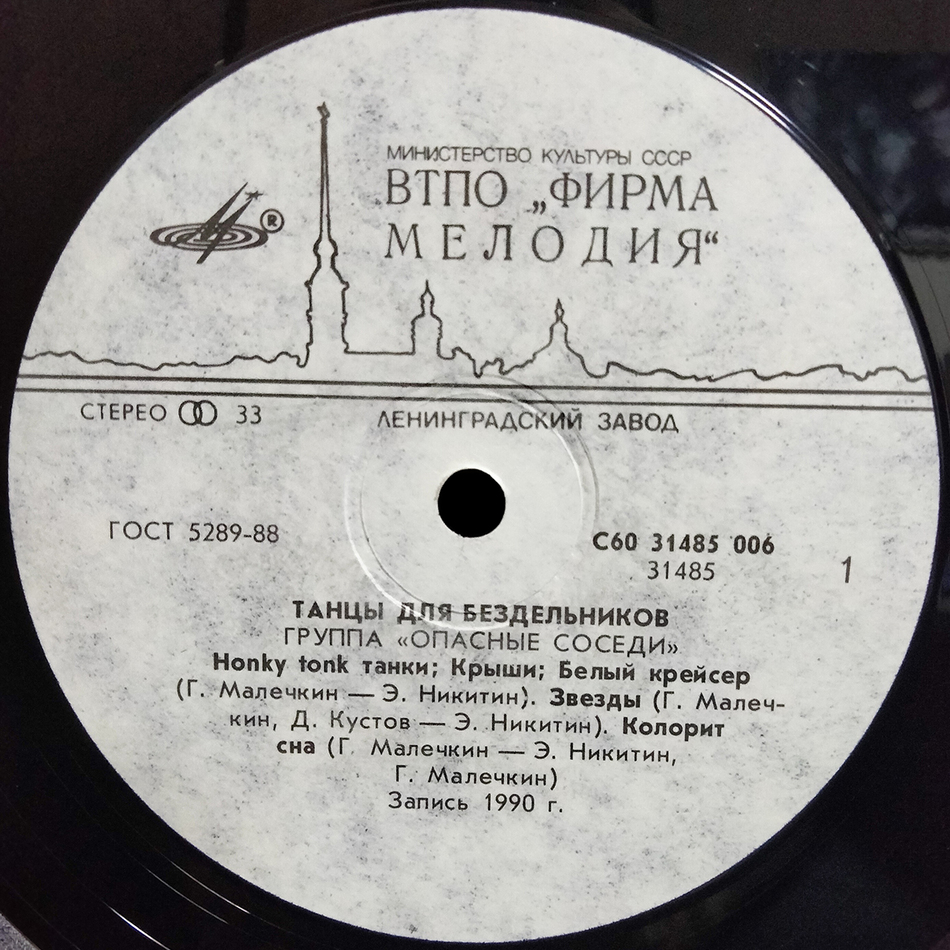 МИНИСТЕРСТВО КУЛЬТУРЫ СССР
ВТПО „ФИРМА
МЕЛОДИЯ“
®
СТЕРЕО 33
ЛЕНИНГРАДСКИЙ ЗАВОД
ГОСТ 5289-88
С60 31485 006
31485
1
ТАНЦЫ ДЛЯ БЕЗДЕЛЬНИКОВ
ГРУППА «ОПАСНЫЕ СОСЕДИ»
Honky tonk танки; Крыши; Белый крейсер
(Г. Малечкин — Э. Никитин). Звезды (Г. Малеч-
кин, Д. Кустов — Э. Никитин). Колорит
сна (Г. Малечкин — Э. Никитин,
Г. Малечкин)
Запись 1990 г.